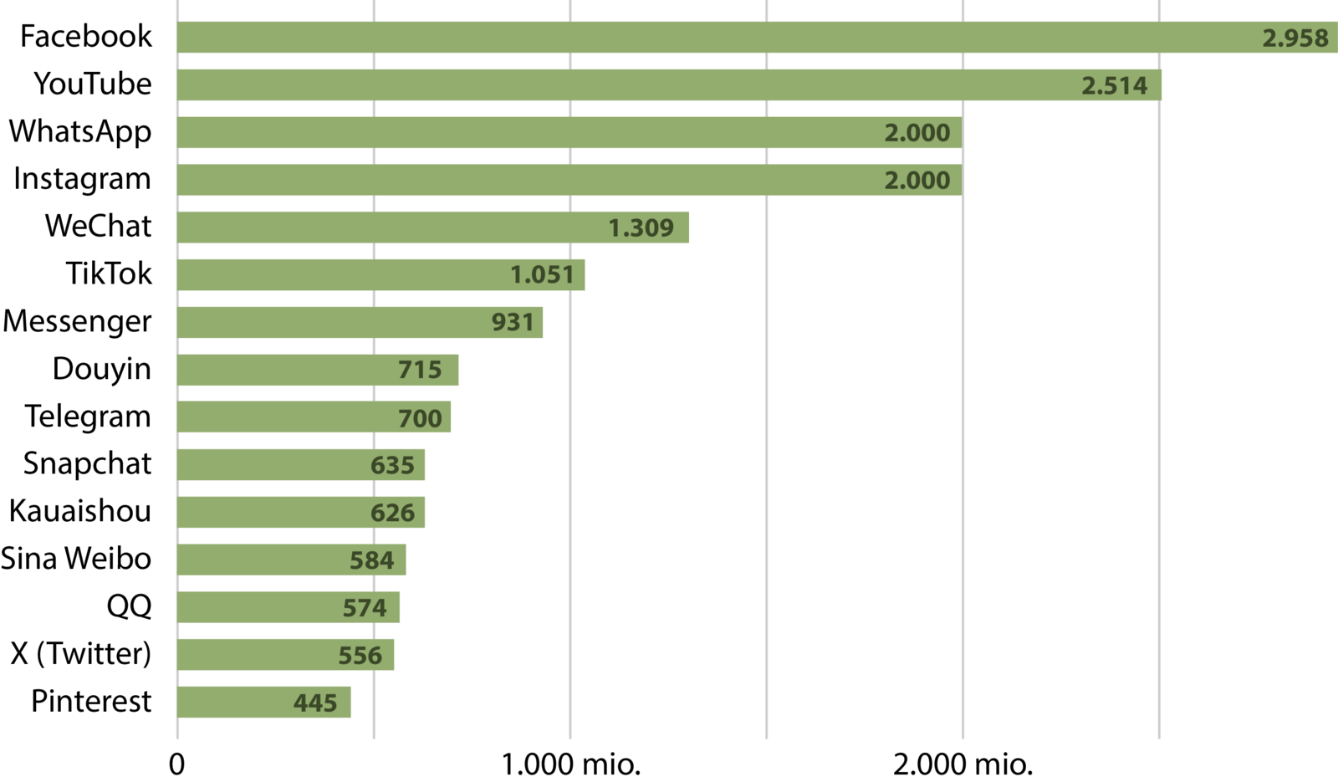 Facebook 2.958
YouTube 2.514
WhatsApp 2.000
Instagram 2.000
WeChat 1.309
TikTok 1.051
Messenger 931
Douyin 715
Telegram 700
Snapchat 635
Kauaishou 626
Sina Weibo 584
QQ 574
X (Twitter) 556
Pinterest 445
0 1.000 mio. 2.000 mio.